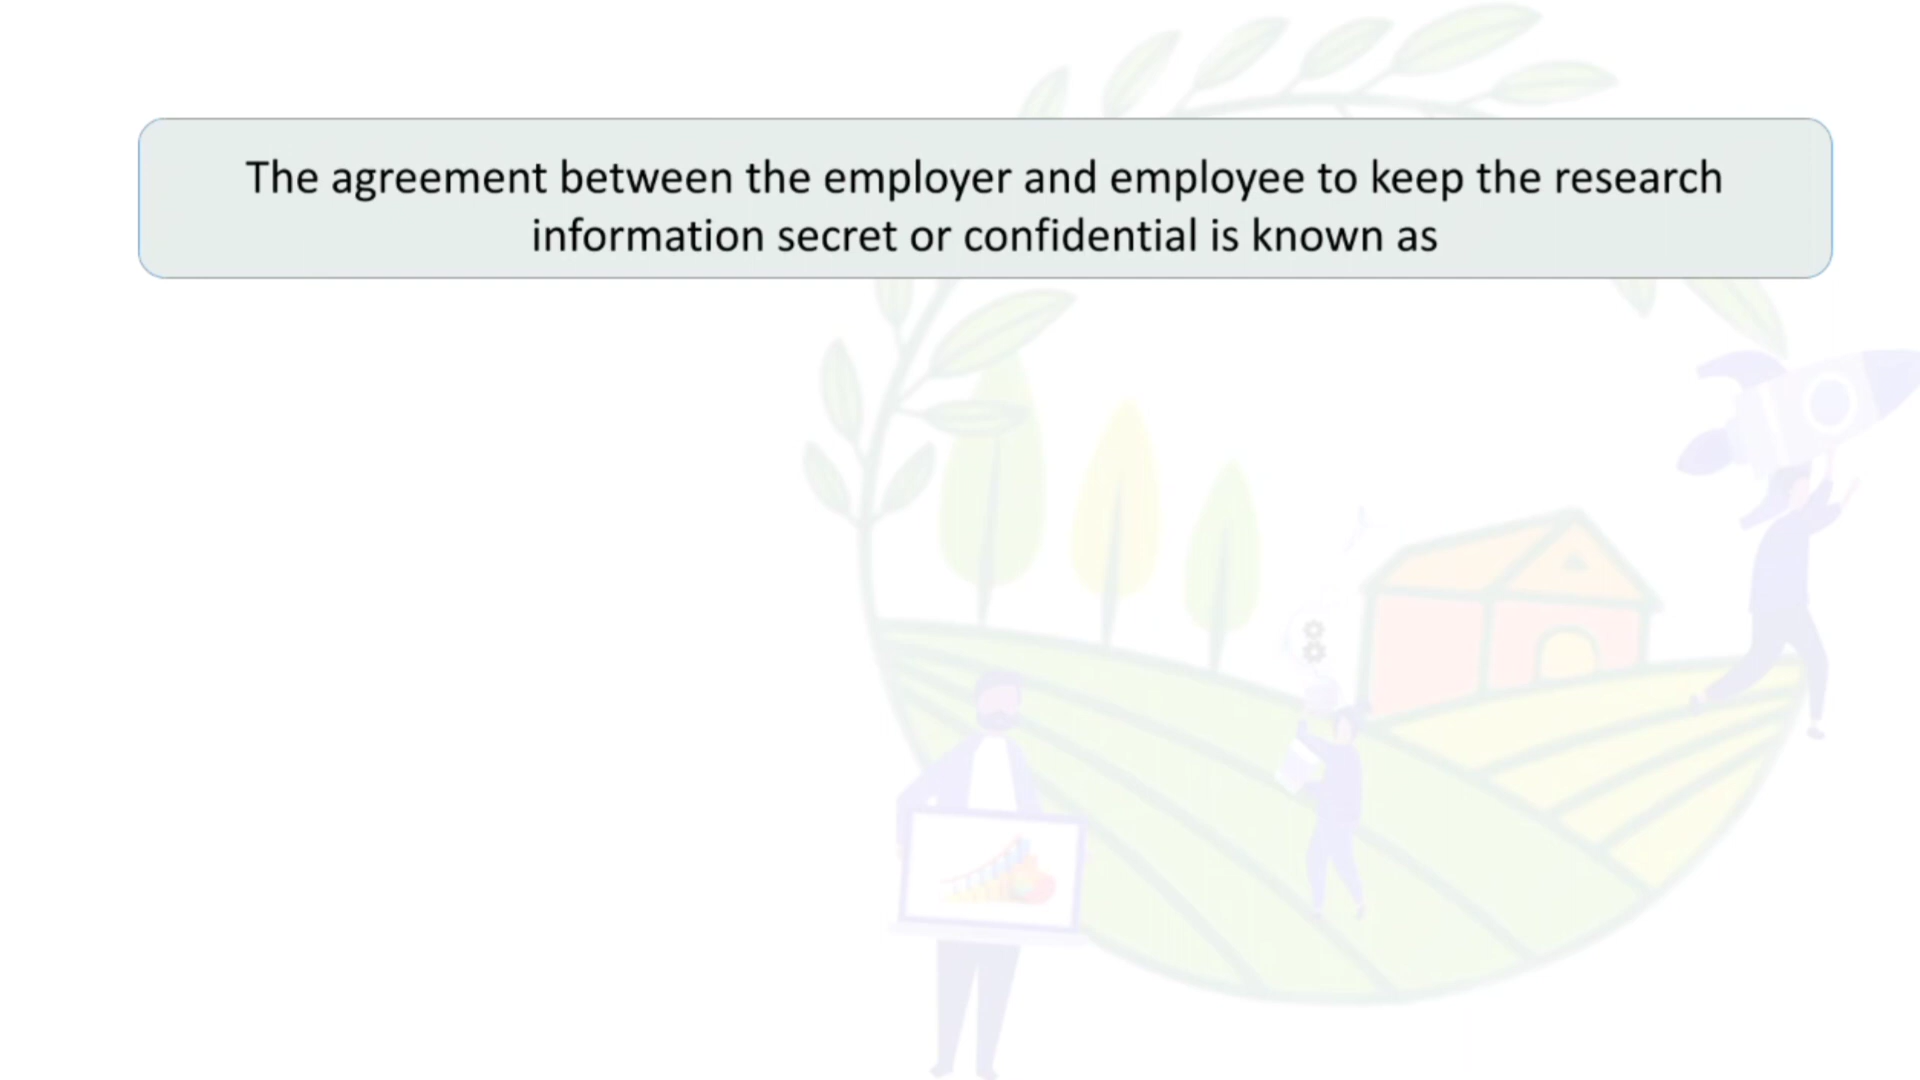 The agreement between the employer and employee to keep the research
information secret or confidential is known as